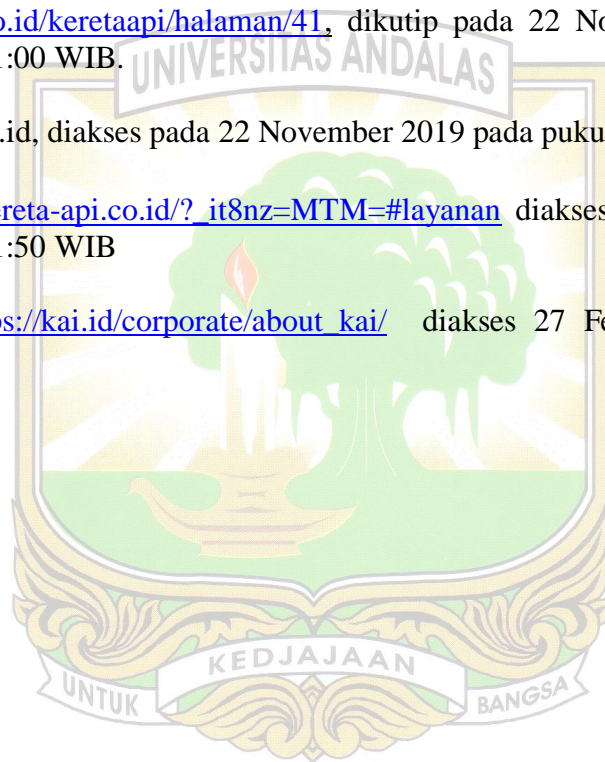 o.id/keretaapi/halaman/41, dikutip pada 22 No
:00 WIB.
.id, diakses pada 22 November 2019 pada puku
reta-api.co.id/?_it8nz=MTM=#layanan diakses
:50 WIB
s://kai.id/corporate/about_kai/ diakses 27 Fe
UNIVERSITAS ANDALAS
UNTUK KEDJAJAAN BANGSA